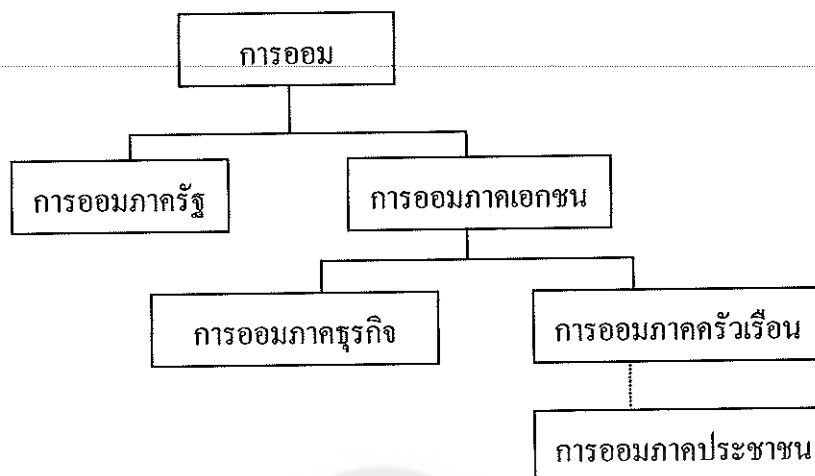 การออม
การออมภาครัฐ
การออมภาคเอกชน
การออมภาคธุรกิจ
การออมภาคครัวเรือน
การออมภาคประชาชน